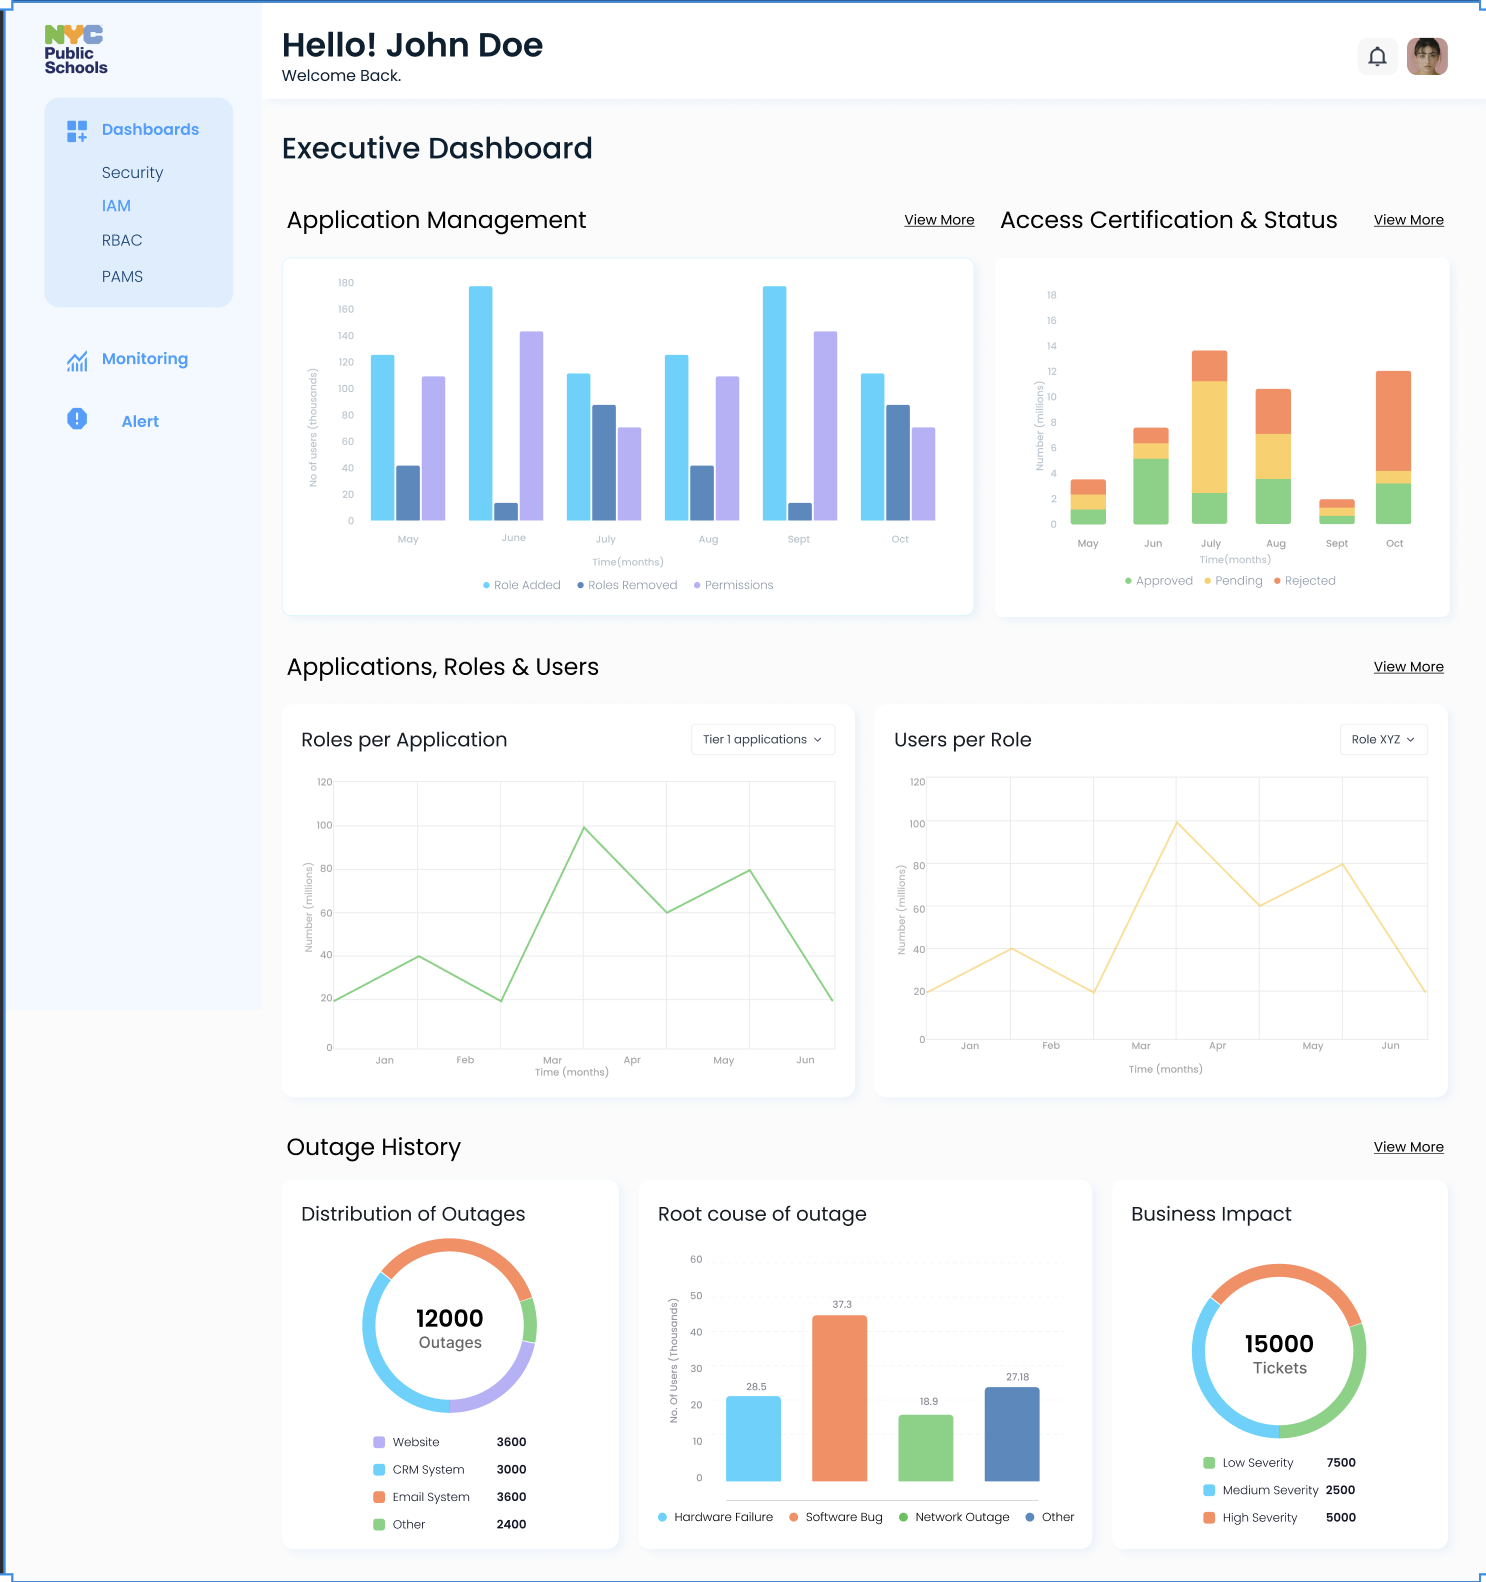 NYC
Public
Schools
Dashboards
Security
IAM
RBAC
PAMS
Monitoring
Alert
Hello! John Doe
Welcome Back.
Executive Dashboard
Application Management
View More
180
160
140
120
100
80
60
40
20
0
No of users (thousands)
May
June
July
Aug
Sept
Oct
Time(months)
Role Added
Roles Removed
Permissions
Access Certification & Status
View More
18
16
14
12
10
8
6
4
2
0
Number (millions)
May
Jun
July
Aug
Sept
Oct
Time(months)
Approved
Pending
Rejected
Applications, Roles & Users
View More
Roles per Application
Tier 1 applications
120
100
80
60
40
20
0
Number (millions)
Jan
Feb
Mar
Apr
May
Jun
Time (months)
Users per Role
Role XYZ
120
100
80
60
40
20
0
Number (millions)
Jan
Feb
Mar
Apr
May
Jun
Time (months)
Outage History
View More
Distribution of Outages
12000
Outages
Website 3600
CRM System 3000
Email System 3600
Other 2400
Root couse of outage
60
50
40
30
20
10
0
No. Of Users (Thousands)
28.5
37.3
18.9
27.18
Hardware Failure
Software Bug
Network Outage
Other
Business Impact
15000
Tickets
Low Severity 7500
Medium Severity 2500
High Severity 5000